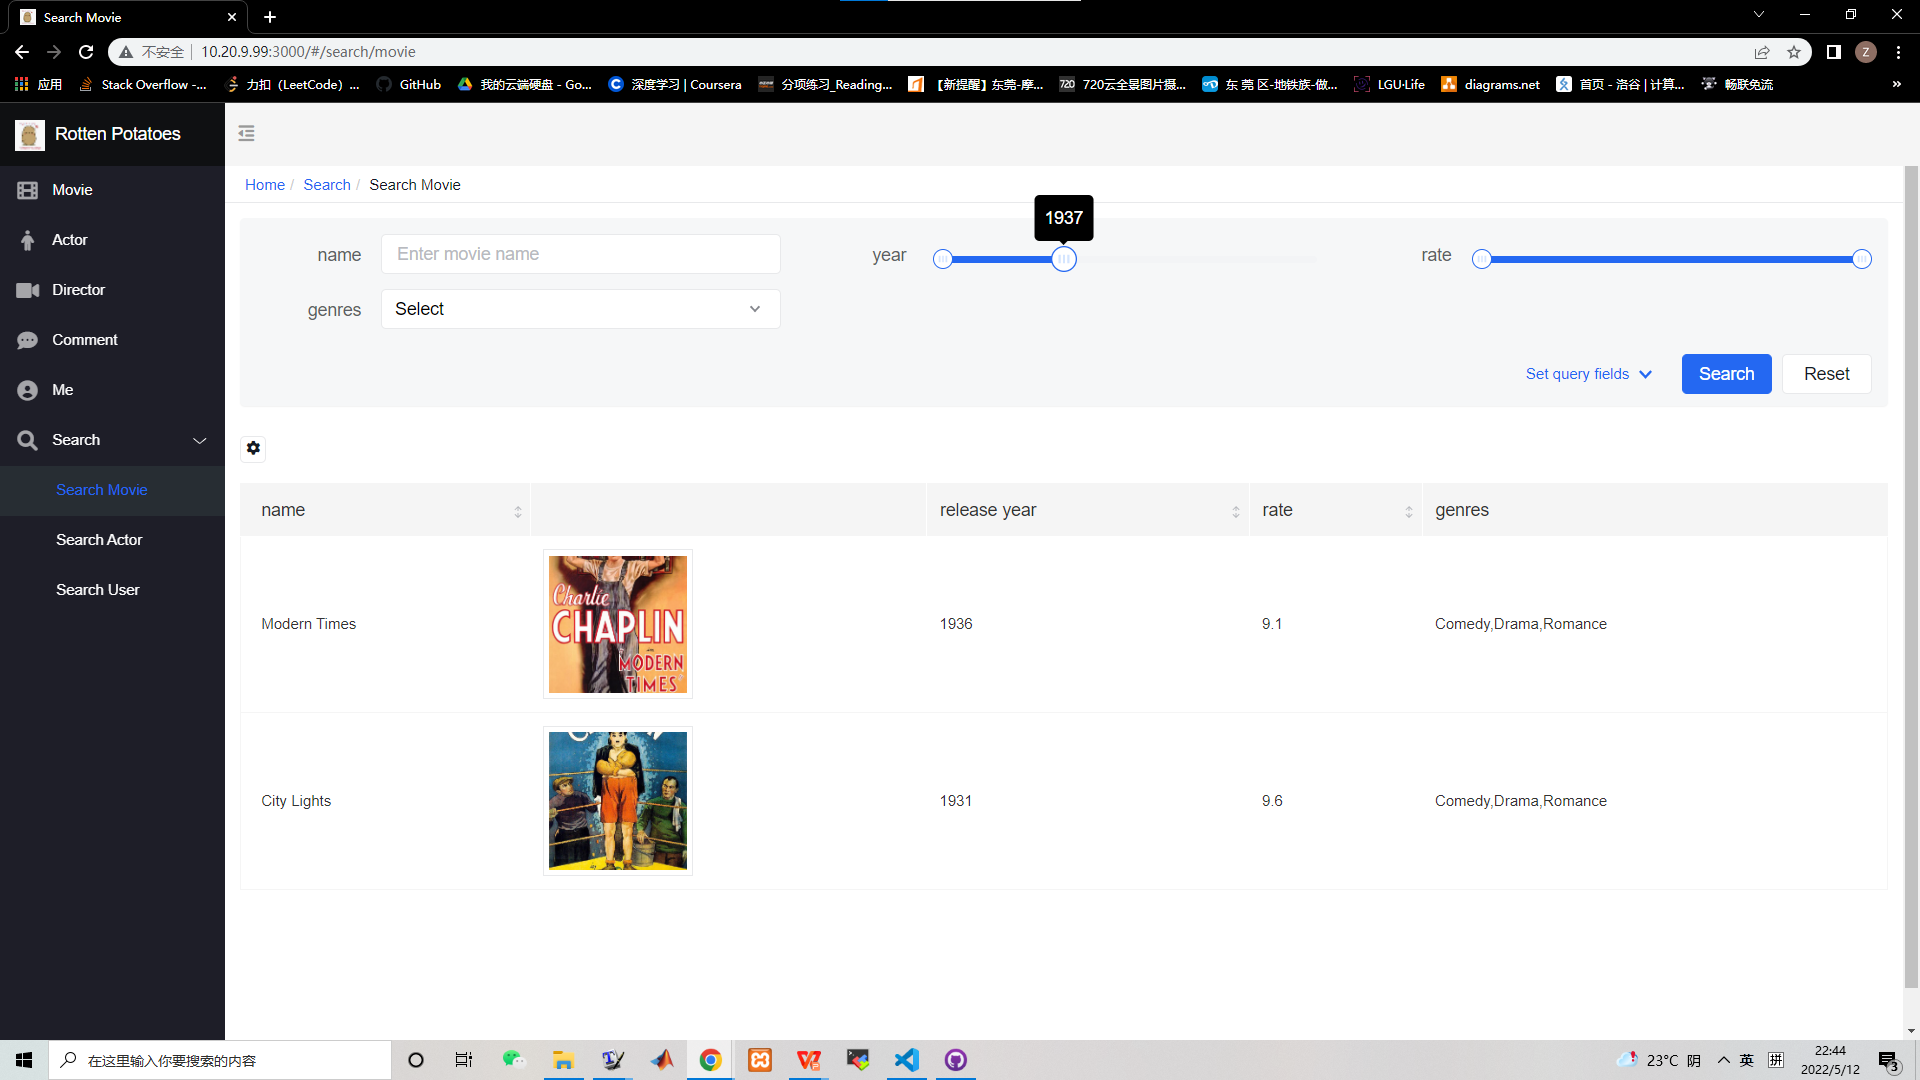 Search Movie
不安全 10.20.9.99:3000/#/search/movie
Z
应用 Stack Overflow -... 力扣（LeetCode）... GitHub 我的云端硬盘 - Go... 深度学习 | Coursera 分项练习_Reading... 【新提醒】东莞-摩... 720云全景图片摄... 东 莞 区-地铁族-做... LGU·Life diagrams.net 首页 - 洛谷 | 计算... 畅联免流 »
Rotten Potatoes
Movie
Actor
Director
Comment
Me
Search
Search Movie
Search Actor
Search User
Home / Search / Search Movie
1937
name Enter movie name year rate
genres Select
Set query fields Search Reset
name release year rate genres
Charlie
CHAPLIN
MODERN
TIMES
Modern Times 1936 9.1 Comedy,Drama,Romance
City Lights 1931 9.6 Comedy,Drama,Romance
在这里输入你要搜索的内容
23°C 阴 英 拼 22:44
2022/5/12
3